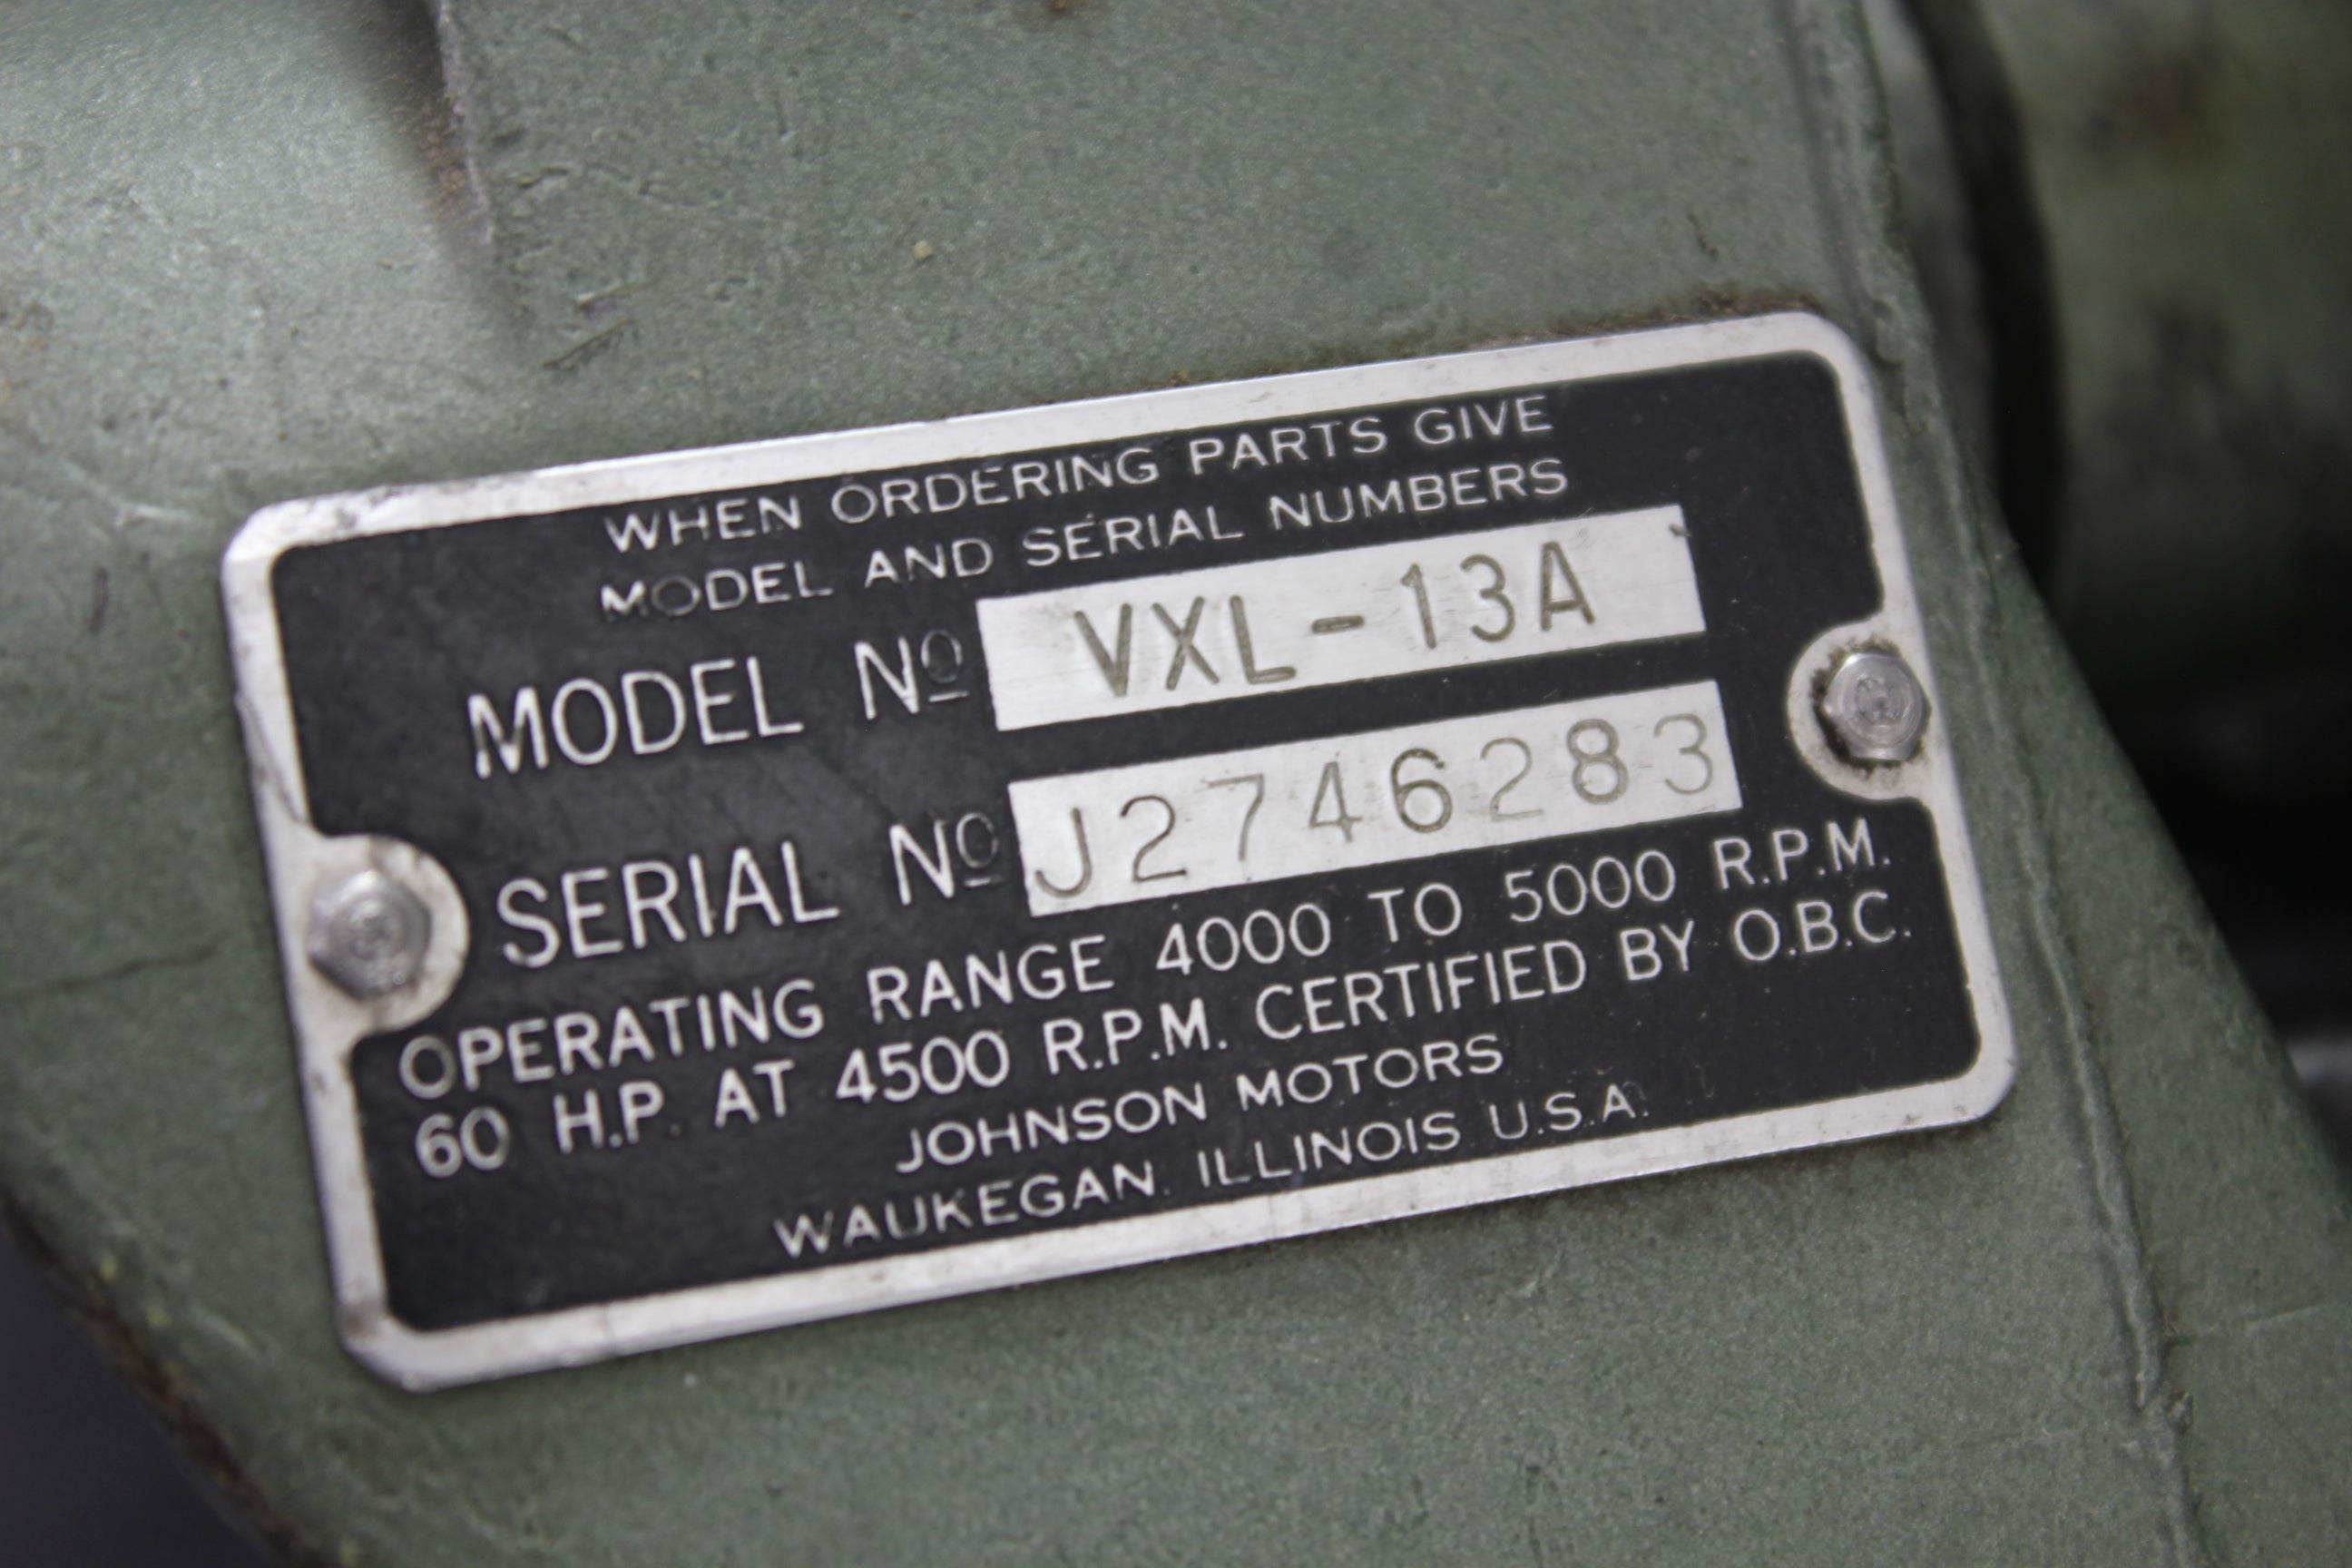 WHEN ORDERING PARTS GIVE
MODEL AND SERIAL NUMBERS
MODEL Nº VXL-13A
SERIAL Nº J2746283
OPERATING RANGE 4000 TO 5000 R.P.M.
60 H.P. AT 4500 R.P.M. CERTIFIED BY O.B.C.
JOHNSON MOTORS
WAUKEGAN. ILLINOIS U.S.A.